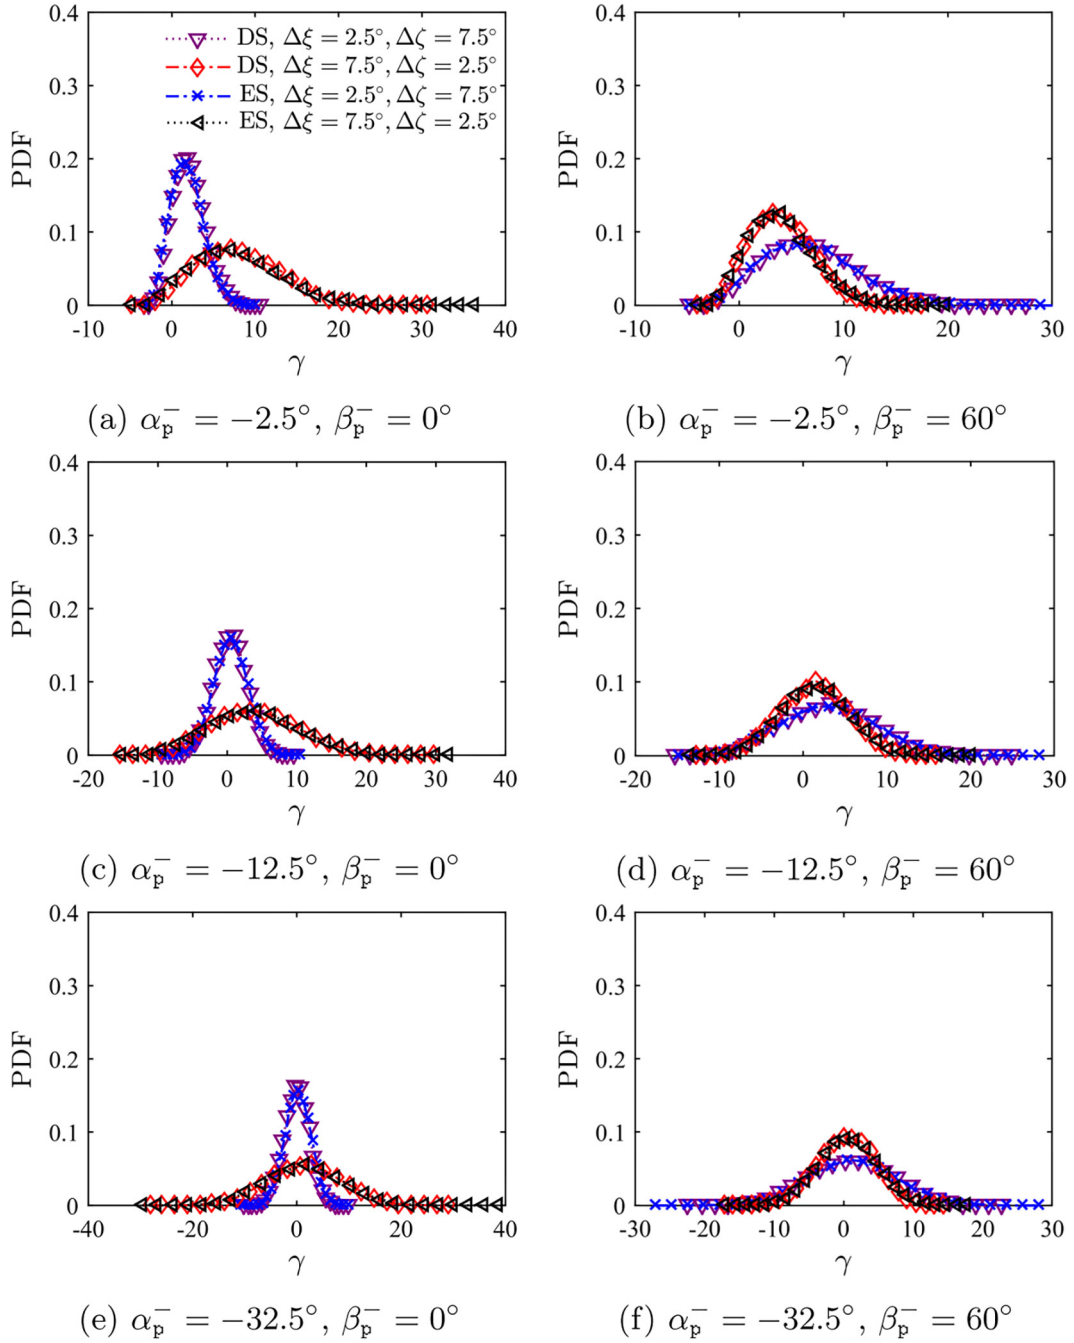 DS, Δξ = 2.5°, Δζ = 7.5°
DS, Δξ = 7.5°, Δζ = 2.5°
ES, Δξ = 2.5°, Δζ = 7.5°
ES, Δξ = 7.5°, Δζ = 2.5°
0.4
0.3
0.2
0.1
0
PDF
-10 0 10 20 30 40
γ
(a) α_p^- = −2.5°, β_p^- = 0°
0.4
0.3
0.2
0.1
0
PDF
-10 0 10 20 30
γ
(b) α_p^- = −2.5°, β_p^- = 60°
0.4
0.3
0.2
0.1
0
PDF
-20 -10 0 10 20 30 40
γ
(c) α_p^- = −12.5°, β_p^- = 0°
0.4
0.3
0.2
0.1
0
PDF
-20 -10 0 10 20 30
γ
(d) α_p^- = −12.5°, β_p^- = 60°
0.4
0.3
0.2
0.1
0
PDF
-40 -20 0 20 40
γ
(e) α_p^- = −32.5°, β_p^- = 0°
0.4
0.3
0.2
0.1
0
PDF
-30 -20 -10 0 10 20 30
γ
(f) α_p^- = −32.5°, β_p^- = 60°